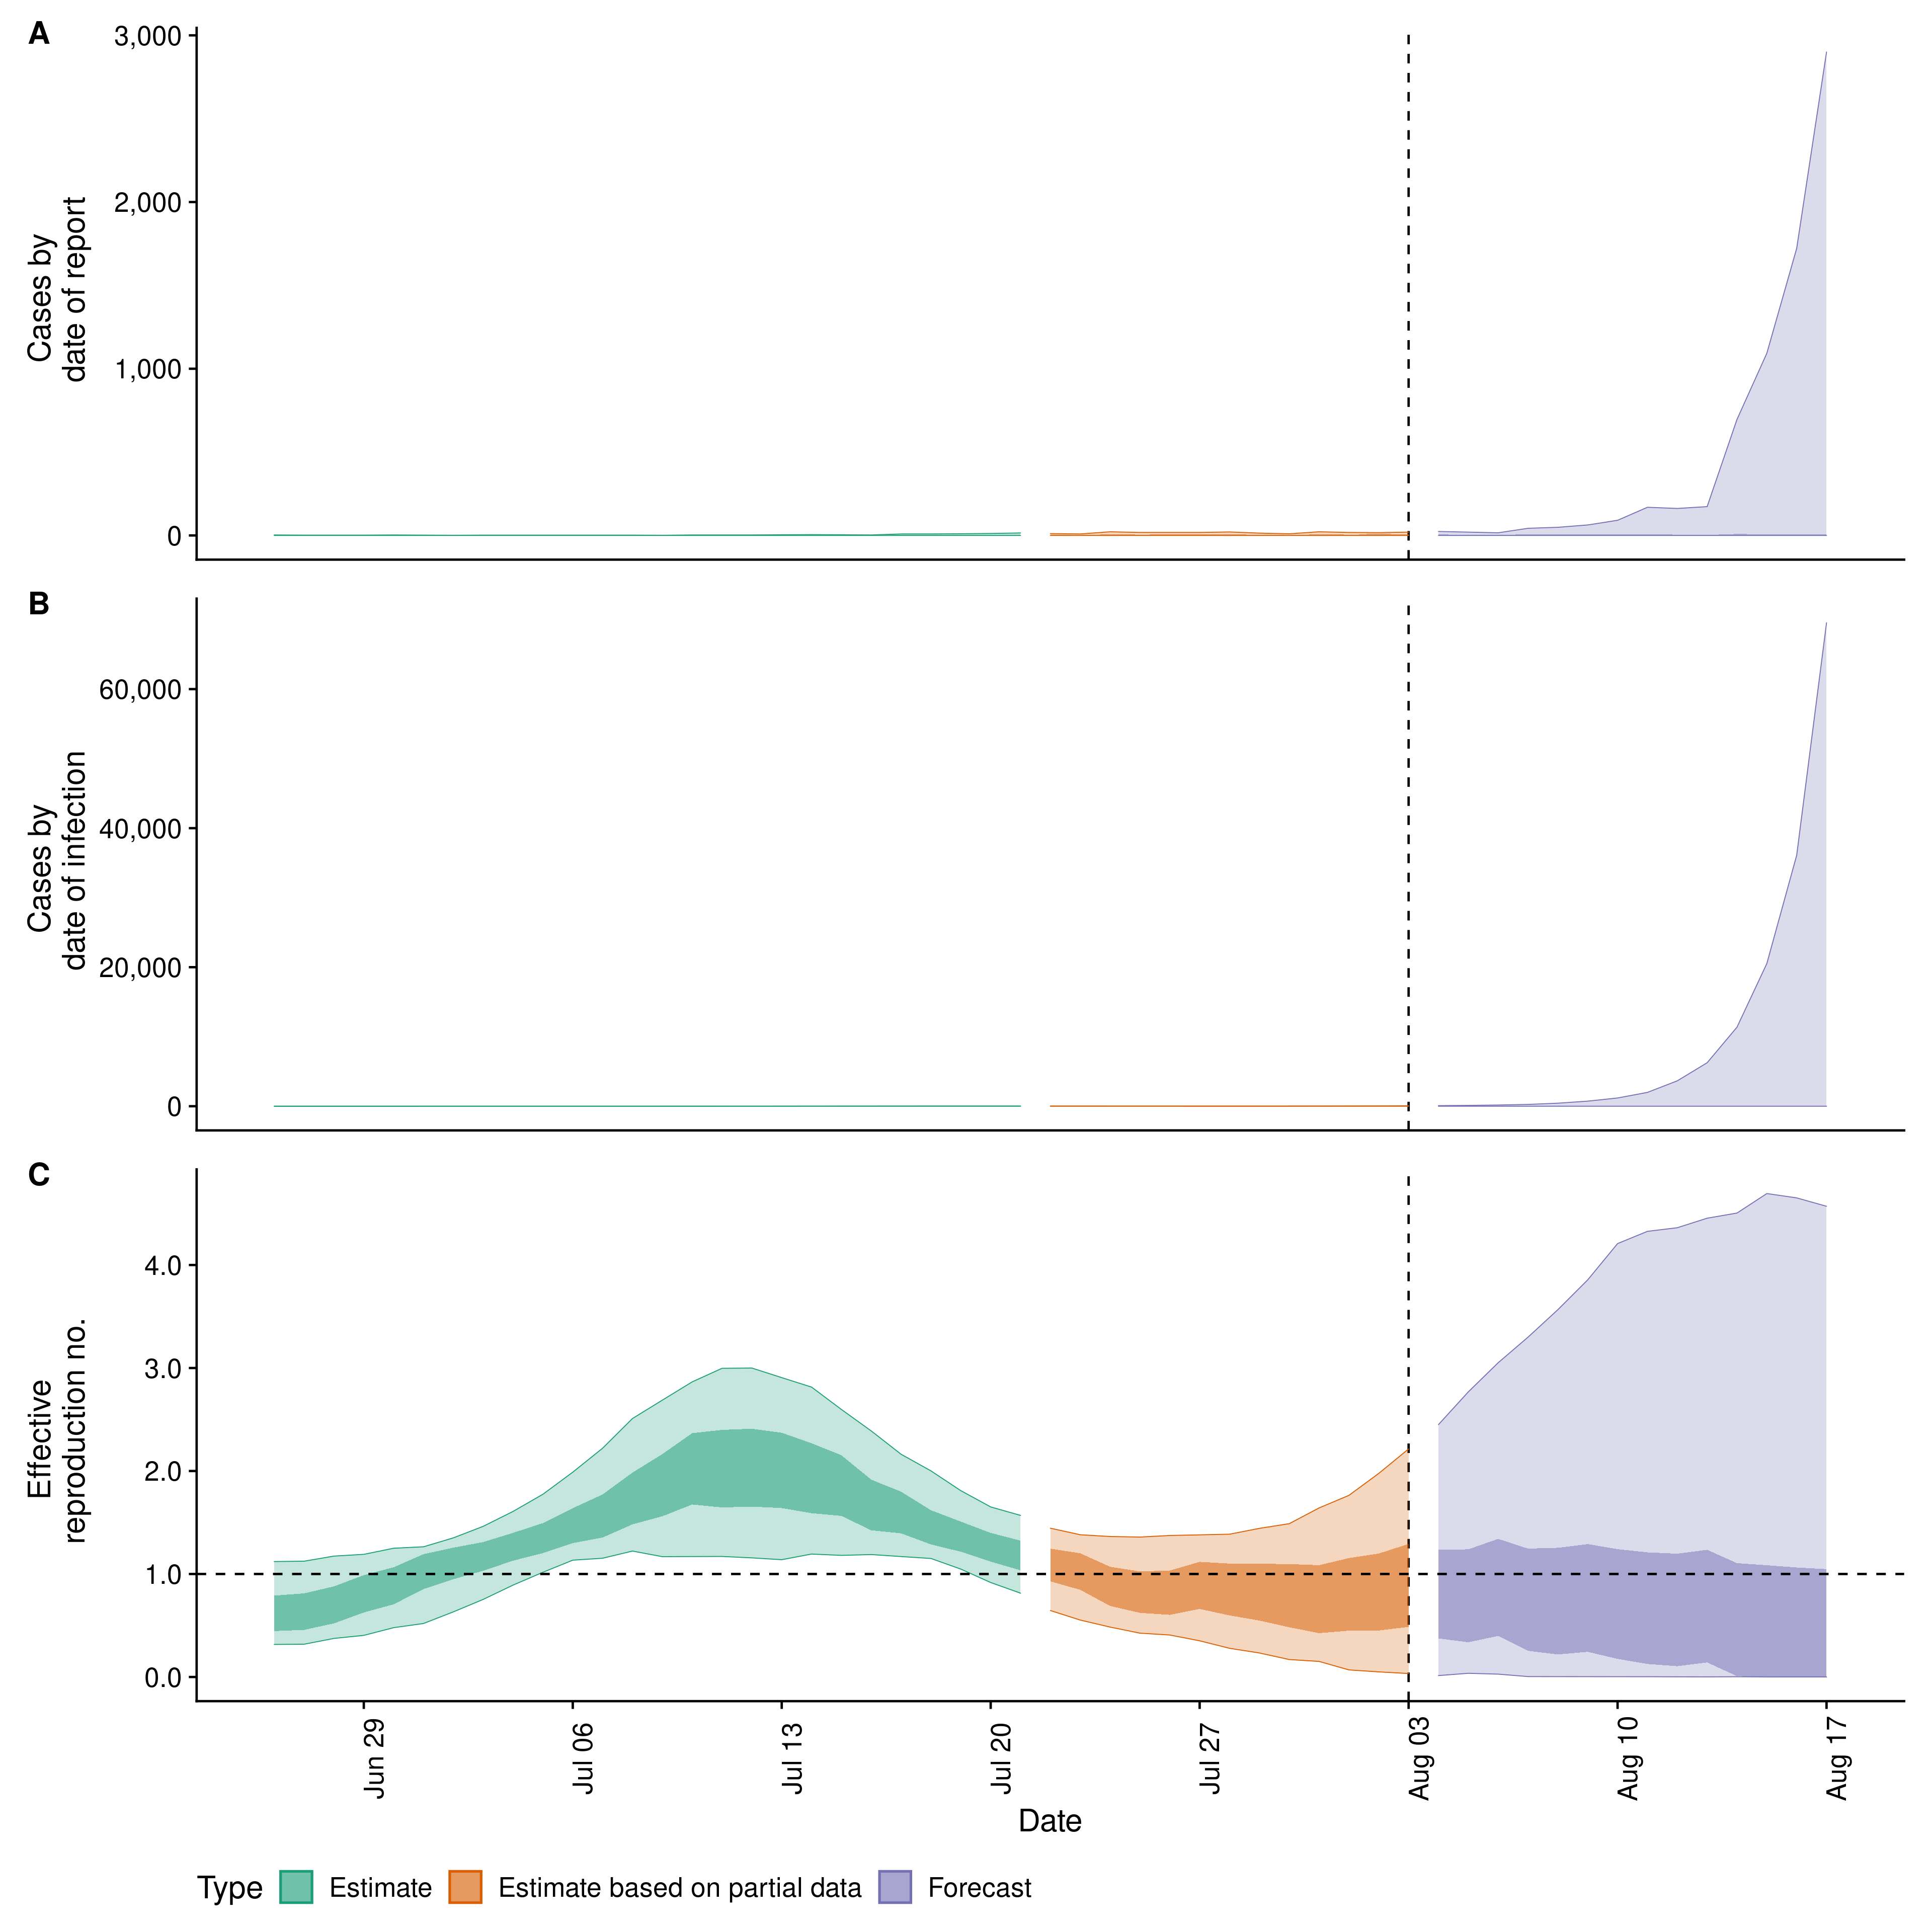 A
3,000
2,000
1,000
0
Cases by
date of report
B
60,000
40,000
20,000
0
Cases by
date of infection
C
4.0
3.0
2.0
1.0
0.0
Effective
reproduction no.
Jun 29
Jul 06
Jul 13
Jul 20
Jul 27
Aug 03
Aug 10
Aug 17
Date
Type Estimate Estimate based on partial data Forecast